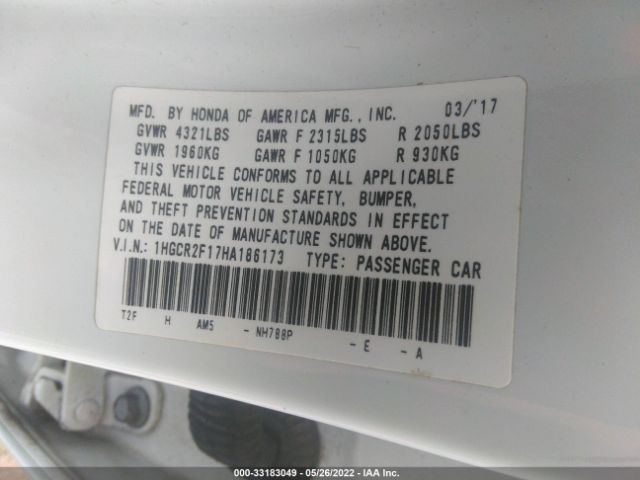 MFD. BY HONDA OF AMERICA MFG., INC. 03/'17
GVWR 4321LBS GAWR F 2315LBS R 2050LBS
GVWR 1960KG GAWR F 1050KG R 930KG
THIS VEHICLE CONFORMS TO ALL APPLICABLE
FEDERAL MOTOR VEHICLE SAFETY, BUMPER,
AND THEFT PREVENTION STANDARDS IN EFFECT
ON THE DATE OF MANUFACTURE SHOWN ABOVE.
V.I.N.: 1HGCR2F17HA186173 TYPE: PASSENGER CAR
T2F H AM5 - NH788P - E - A
000-33183049 - 05/26/2022 - IAA Inc.